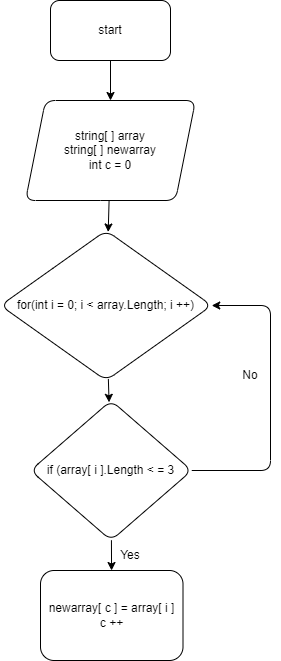 start
string[ ] array
string[ ] newarray
int c = 0
for(int i = 0; i < array.Length; i ++)
No
if (array[ i ].Length < = 3
Yes
newarray[ c ] = array[ i ]
c ++